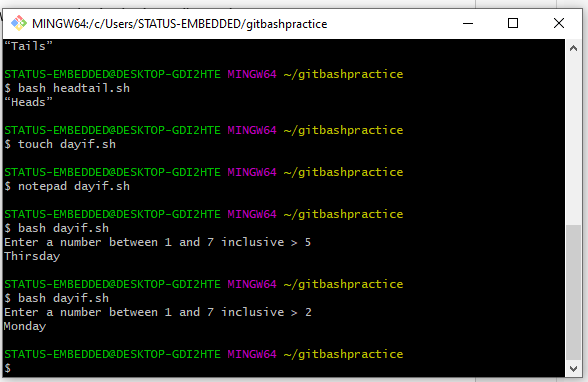 MINGW64:/c/Users/STATUS-EMBEDDED/gitbashpractice
“Tails”
STATUS-EMBEDDED@DESKTOP-GDI2HTE MINGW64 ~/gitbashpractice
$ bash headtail.sh
“Heads”
STATUS-EMBEDDED@DESKTOP-GDI2HTE MINGW64 ~/gitbashpractice
$ touch dayif.sh
STATUS-EMBEDDED@DESKTOP-GDI2HTE MINGW64 ~/gitbashpractice
$ notepad dayif.sh
STATUS-EMBEDDED@DESKTOP-GDI2HTE MINGW64 ~/gitbashpractice
$ bash dayif.sh
Enter a number between 1 and 7 inclusive > 5
Thirsday
STATUS-EMBEDDED@DESKTOP-GDI2HTE MINGW64 ~/gitbashpractice
$ bash dayif.sh
Enter a number between 1 and 7 inclusive > 2
Monday
STATUS-EMBEDDED@DESKTOP-GDI2HTE MINGW64 ~/gitbashpractice
$